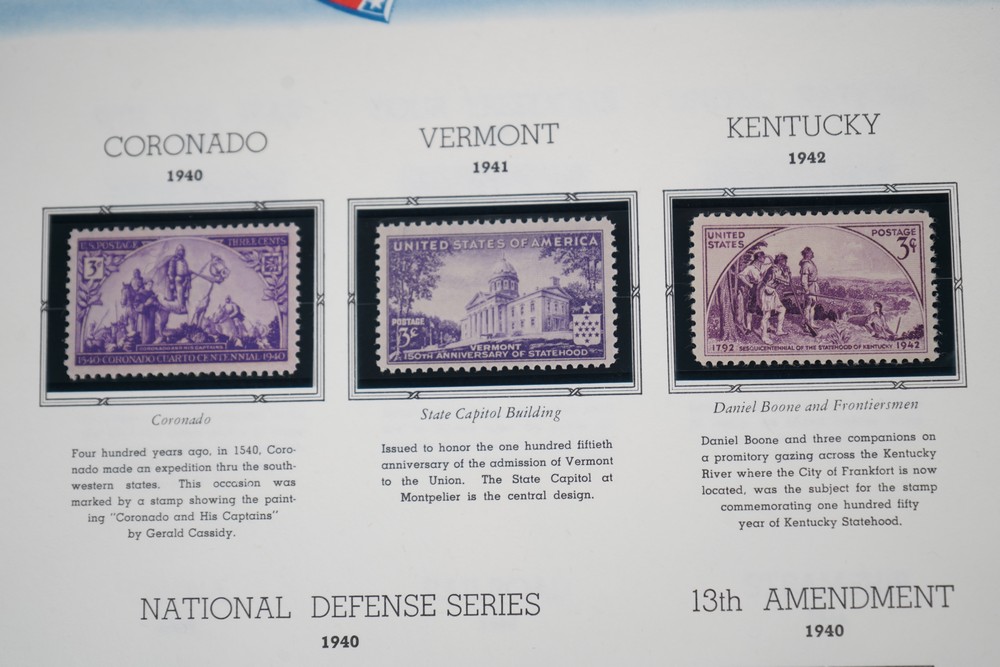 CORONADO
1940
U.S. POSTAGE THREE CENTS
3¢
CORONADO AND HIS CAPTAINS
1540 CORONADO CUARTO CENTENNIAL 1940
Coronado
Four hundred years ago, in 1540, Coro-
nado made an expedition thru the south-
western states. This occasion was
marked by a stamp showing the paint-
ing "Coronado and His Captains"
by Gerald Cassidy.
VERMONT
1941
UNITED STATES OF AMERICA
POSTAGE
3¢
VERMONT
150TH ANNIVERSARY OF STATEHOOD
State Capitol Building
Issued to honor the one hundred fiftieth
anniversary of the admission of Vermont
to the Union. The State Capitol at
Montpelier is the central design.
KENTUCKY
1942
UNITED STATES
POSTAGE
3¢
1792 SESQUICENTENNIAL OF THE STATEHOOD OF KENTUCKY 1942
Daniel Boone and Frontiersmen
Daniel Boone and three companions on
a promitory gazing across the Kentucky
River where the City of Frankfort is now
located, was the subject for the stamp
commemorating one hundred fifty
year of Kentucky Statehood.
NATIONAL DEFENSE SERIES
1940
13th AMENDMENT
1940